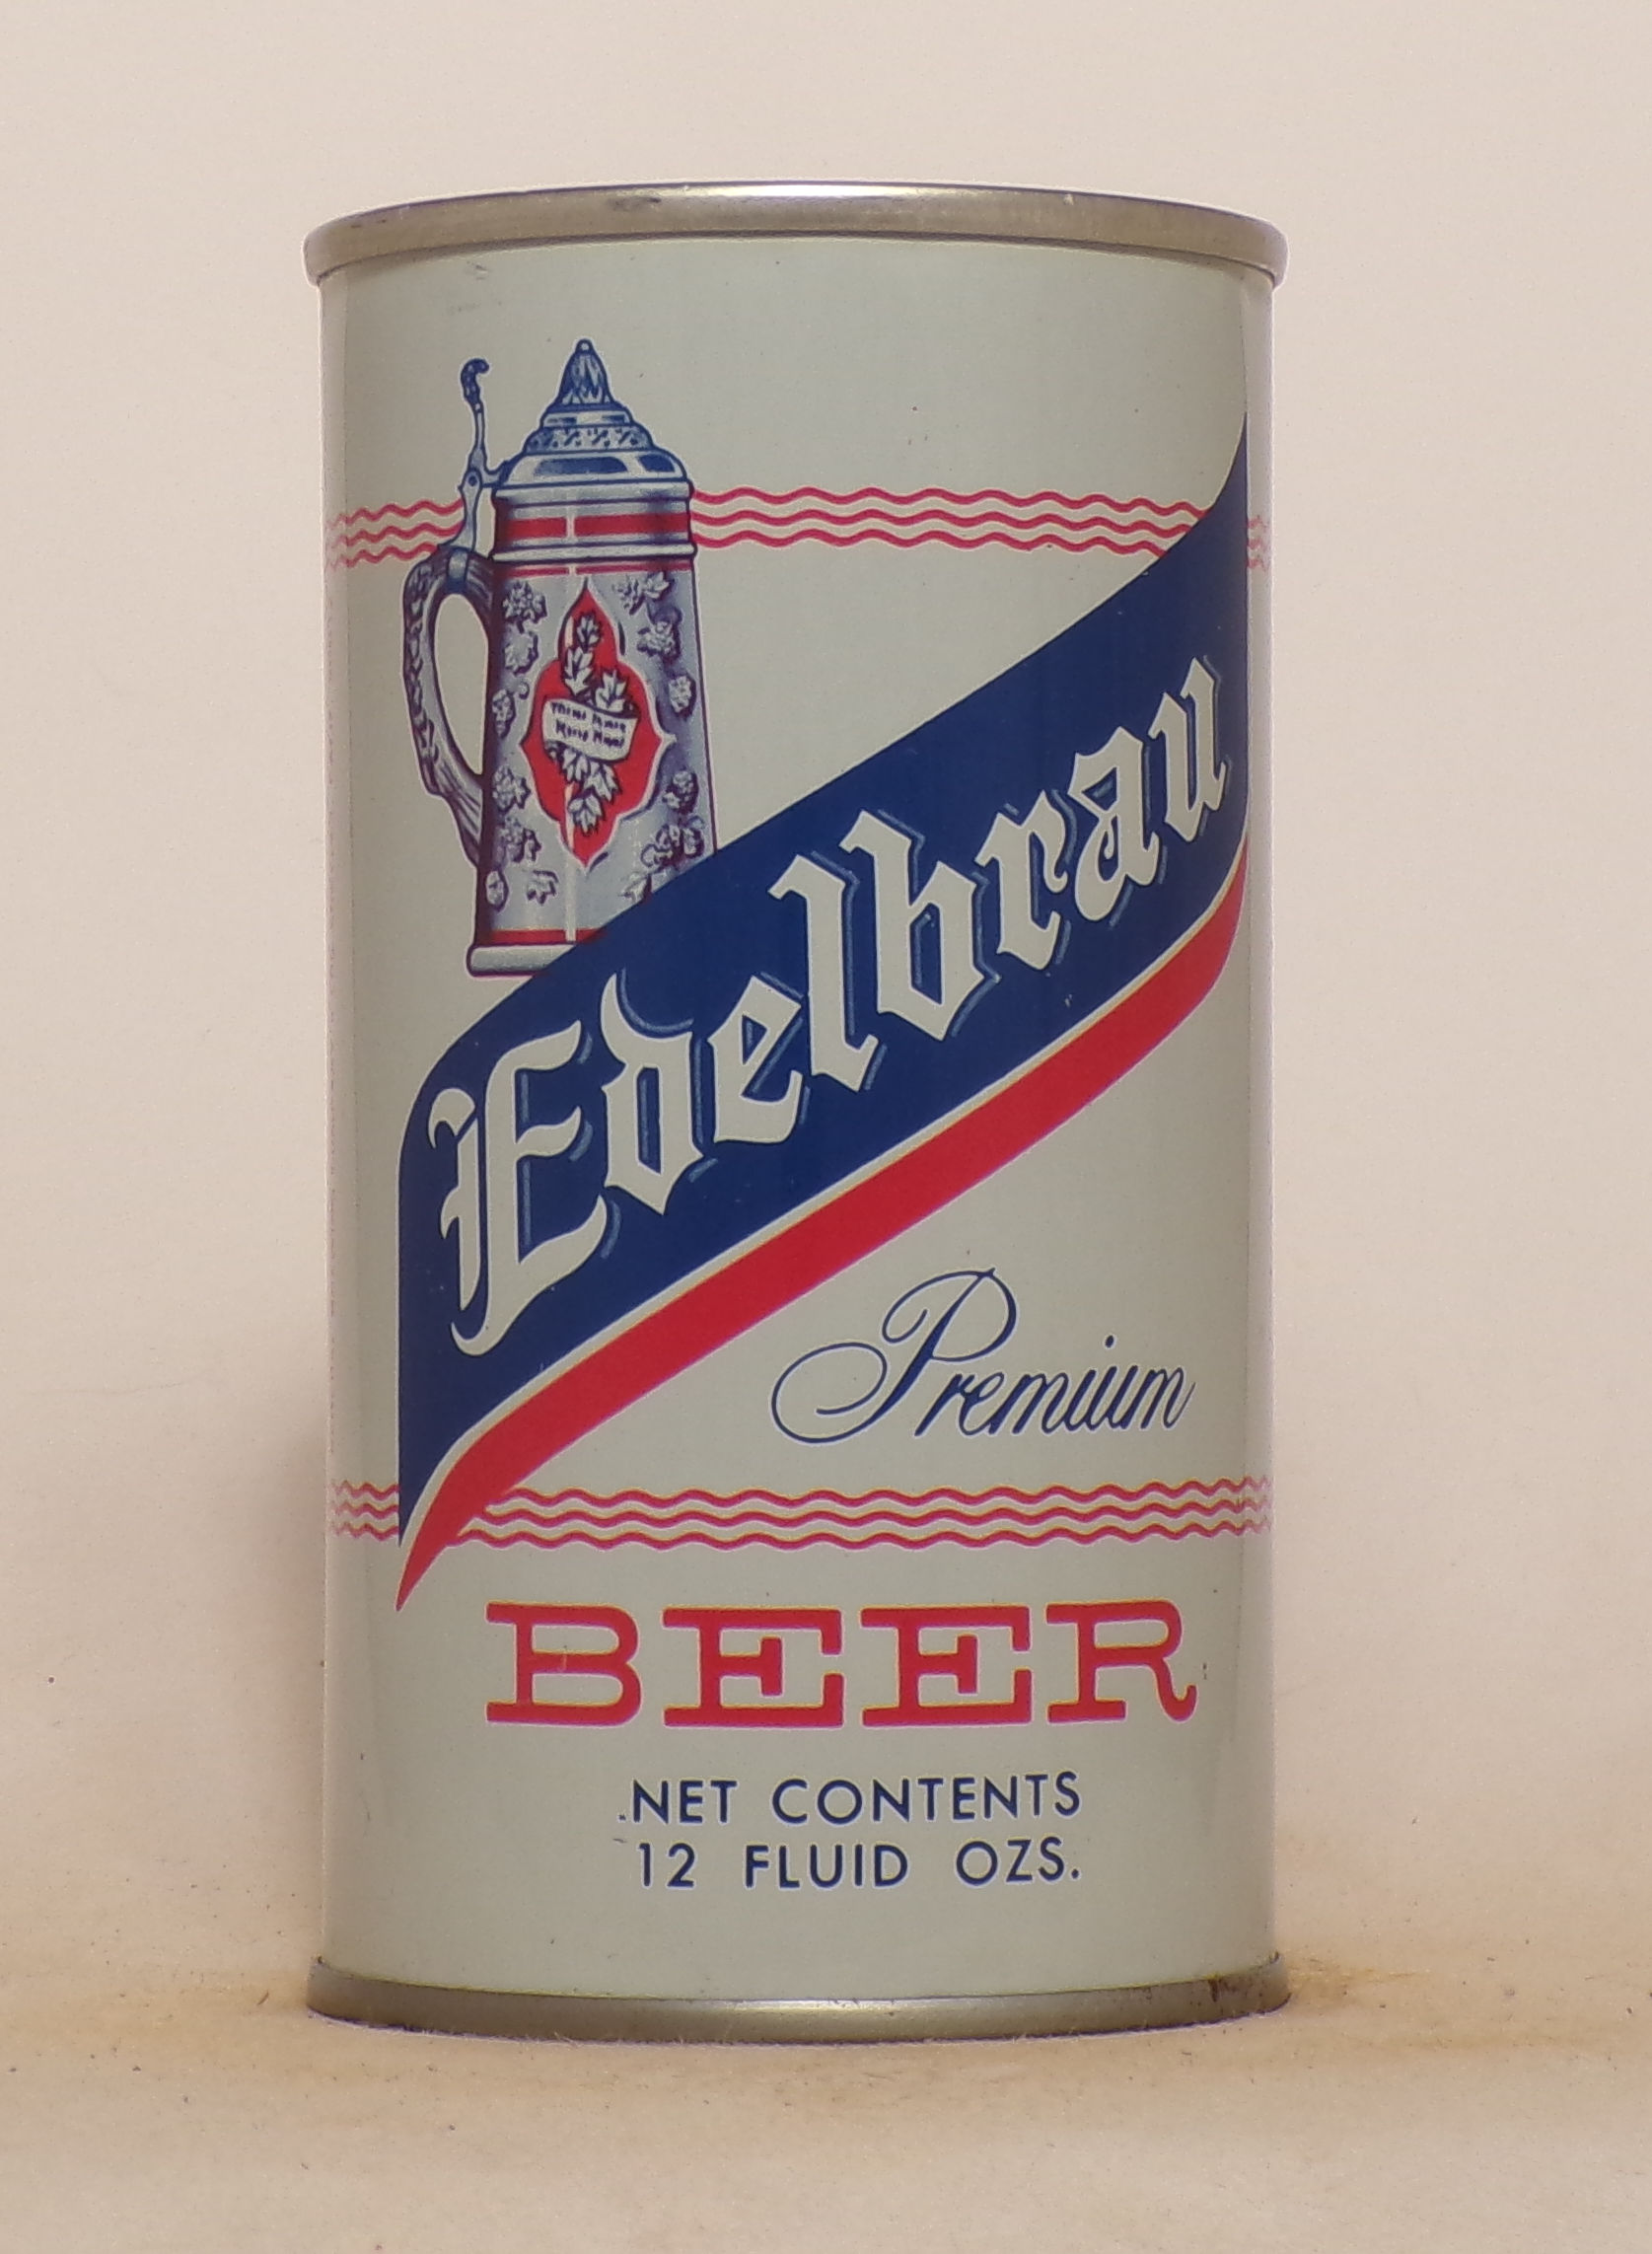 Edelbrau
Premium
BEER
NET CONTENTS
12 FLUID OZS.